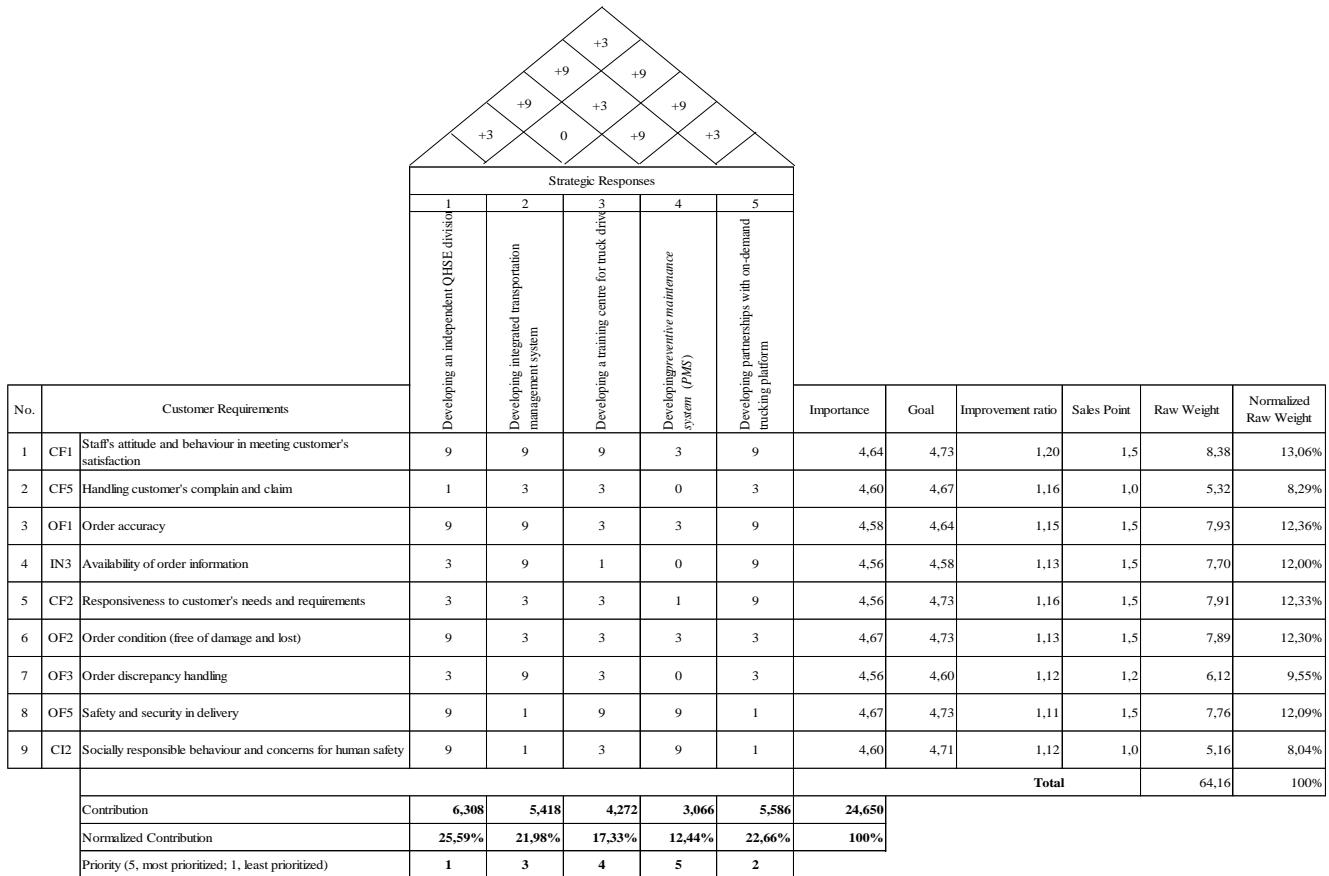 +3
+9 +9
+9 +3 +9
+3 0 +9 +3
Strategic Responses
1 2 3 4 5
Developing an independent QHSE division
Developing integrated transportation
management system
Developing a training centre for truck drive
Developingpreventive maintenance
system (PMS)
Developing partnerships with on-demand
trucking platform
No. Customer Requirements Importance Goal Improvement ratio Sales Point Raw Weight Normalized
Raw Weight
1 CF1 Staff's attitude and behaviour in meeting customer's
satisfaction 9 9 9 3 9 4,64 4,73 1,20 1,5 8,38 13,06%
2 CF5 Handling customer's complain and claim 1 3 3 0 3 4,60 4,67 1,16 1,0 5,32 8,29%
3 OF1 Order accuracy 9 9 3 3 9 4,58 4,64 1,15 1,5 7,93 12,36%
4 IN3 Availability of order information 3 9 1 0 9 4,56 4,58 1,13 1,5 7,70 12,00%
5 CF2 Responsiveness to customer's needs and requirements 3 3 3 1 9 4,56 4,73 1,16 1,5 7,91 12,33%
6 OF2 Order condition (free of damage and lost) 9 3 3 3 3 4,67 4,73 1,13 1,5 7,89 12,30%
7 OF3 Order discrepancy handling 3 9 3 0 3 4,56 4,60 1,12 1,2 6,12 9,55%
8 OF5 Safety and security in delivery 9 1 9 9 1 4,67 4,73 1,11 1,5 7,76 12,09%
9 CI2 Socially responsible behaviour and concerns for human safety 9 1 3 9 1 4,60 4,71 1,12 1,0 5,16 8,04%
Total 64,16 100%
Contribution 6,308 5,418 4,272 3,066 5,586 24,650
Normalized Contribution 25,59% 21,98% 17,33% 12,44% 22,66% 100%
Priority (5, most prioritized; 1, least prioritized) 1 3 4 5 2